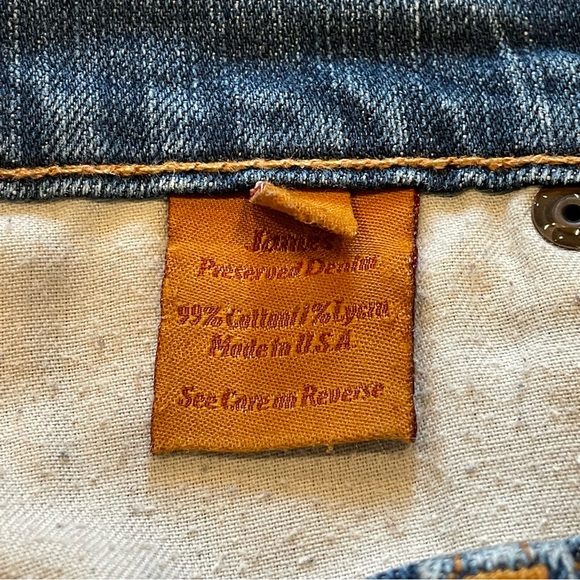 James
Preserved Denim
99% Cotton/1% Lycra
Made in U.S.A
See Care on Reverse